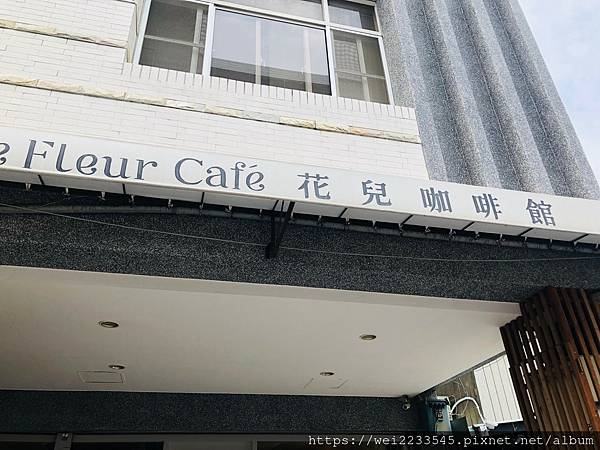 Fleur Café 花兒咖啡館
https://wei2233545.pixnet.net/album